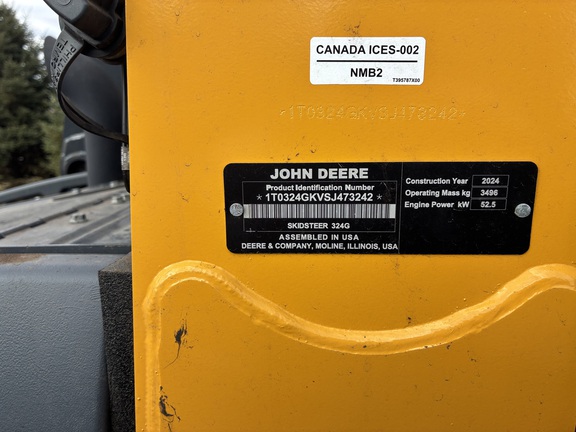 CANADA ICES-002
NMB2
T395787X00
*1T0324GKVSJ473242*
JOHN DEERE
Product Identification Number
* 1T0324GKVSJ473242 *
SKIDSTEER 324G
ASSEMBLED IN USA
DEERE & COMPANY, MOLINE, ILLINOIS, USA
Construction Year 2024
Operating Mass kg 3496
Engine Power kW 52.5